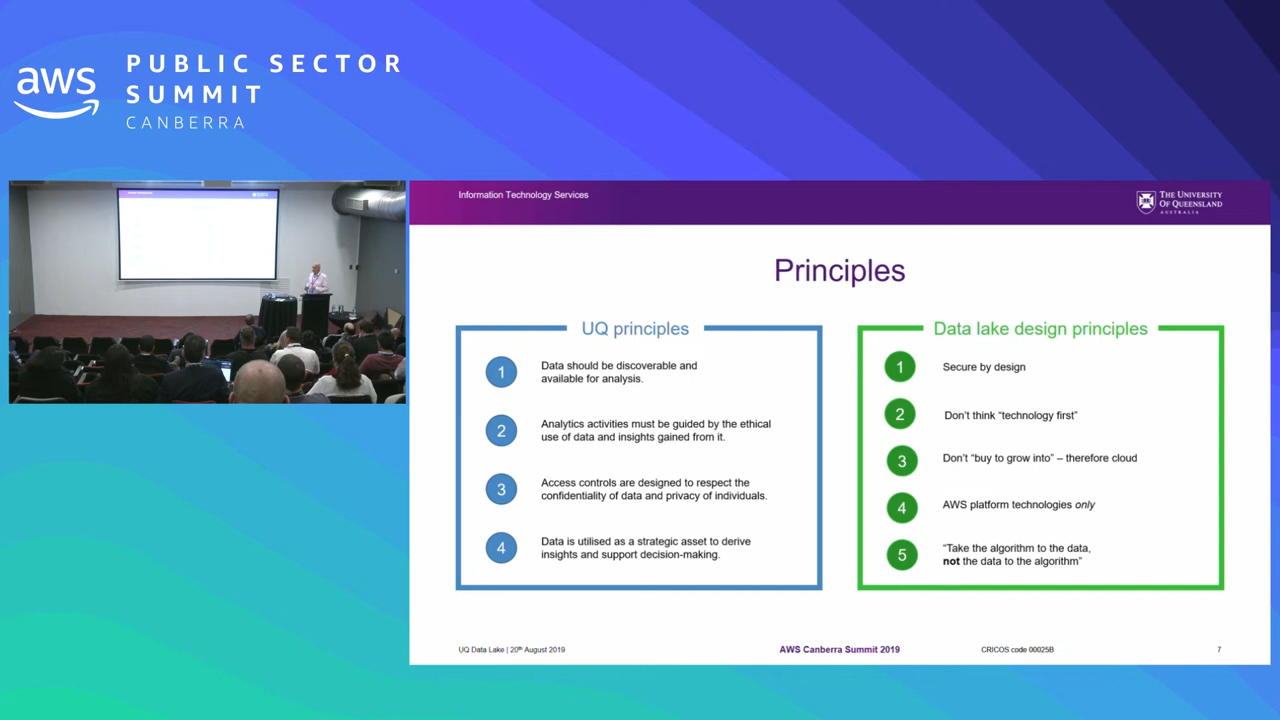 aws
PUBLIC SECTOR
SUMMIT
CANBERRA
Information Technology Services
THE UNIVERSITY
OF QUEENSLAND
AUSTRALIA
Principles
UQ principles
1
Data should be discoverable and
available for analysis.
2
Analytics activities must be guided by the ethical
use of data and insights gained from it.
3
Access controls are designed to respect the
confidentiality of data and privacy of individuals.
4
Data is utilised as a strategic asset to derive
insights and support decision-making.
Data lake design principles
1
Secure by design
2
Don’t think “technology first”
3
Don’t “buy to grow into” – therefore cloud
4
AWS platform technologies only
5
“Take the algorithm to the data,
not the data to the algorithm”
UQ Data Lake | 20th August 2019
AWS Canberra Summit 2019
CRICOS code 00025B
7